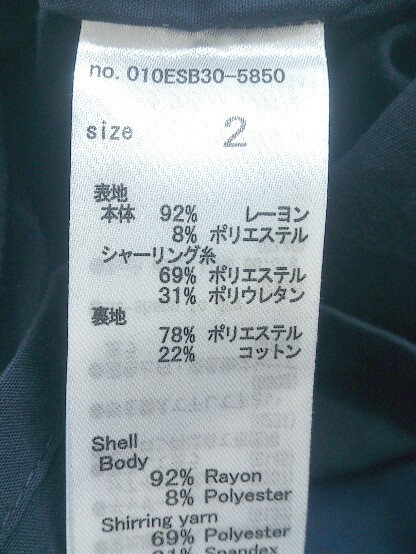 no. 010ESB30-5850
size 2
表地
本体 92% レーヨン
8% ポリエステル
シャーリング糸
69% ポリエステル
31% ポリウレタン
裏地
78% ポリエステル
22% コットン
Shell
Body
92% Rayon
8% Polyester
Shirring yarn
69% Polyester
31% Spandex